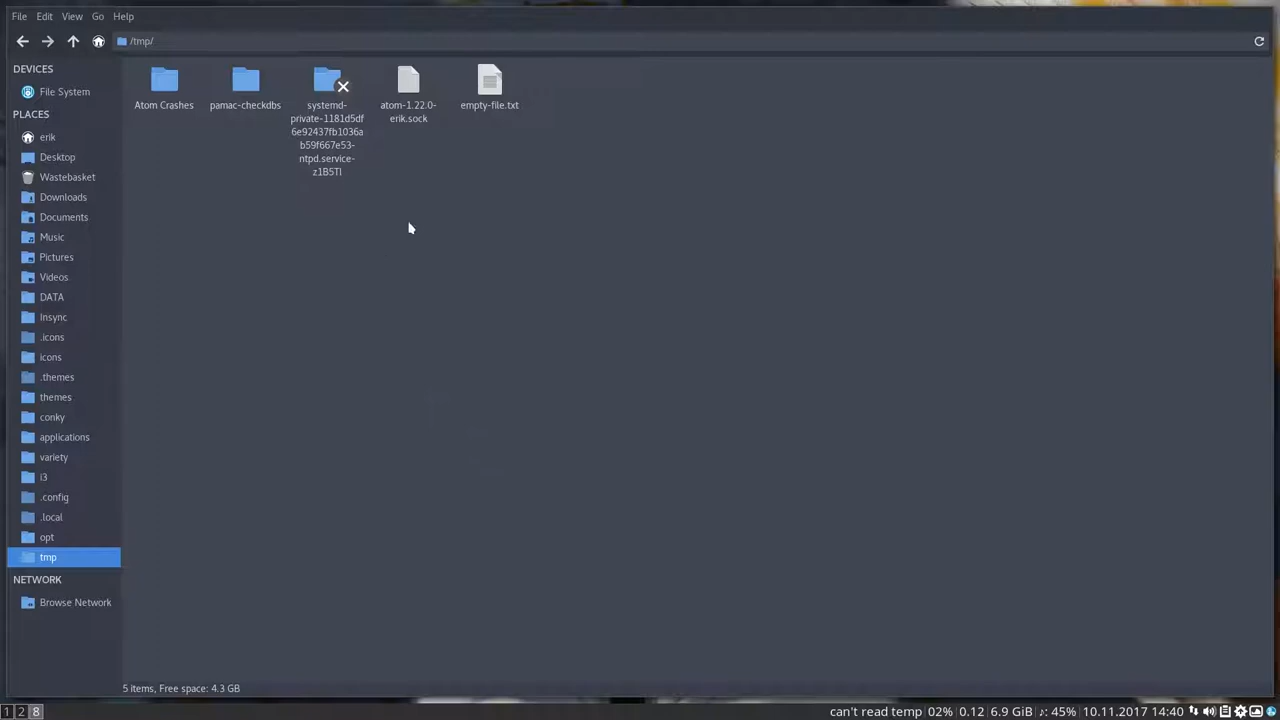 File Edit View Go Help
/tmp/
DEVICES
File System
PLACES
erik
Desktop
Wastebasket
Downloads
Documents
Music
Pictures
Videos
DATA
Insync
.icons
icons
.themes
themes
conky
applications
variety
i3
.config
.local
opt
tmp
NETWORK
Browse Network
Atom Crashes
pamac-checkdbs
systemd-
private-1181d5df
6e92437fb1036a
b59f667e53-
ntpd.service-
z1B5Tl
atom-1.22.0-
erik.sock
empty-file.txt
5 items, Free space: 4.3 GB
1 2 8
can't read temp 02% 0.12 6.9 GiB ♪: 45% 10.11.2017 14:40